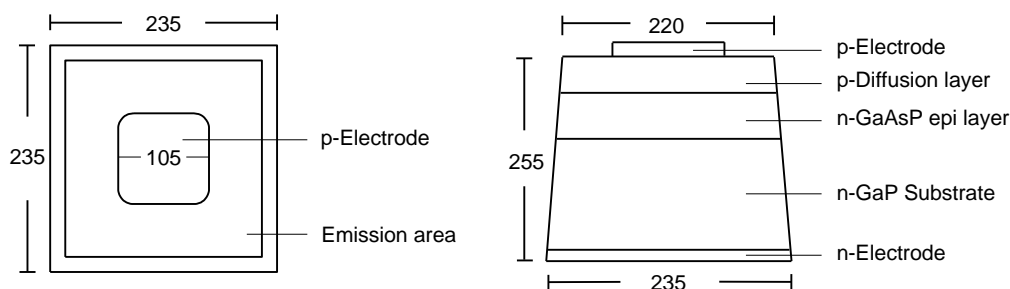 235
235
105
p-Electrode
Emission area
220
255
p-Electrode
p-Diffusion layer
n-GaAsP epi layer
n-GaP Substrate
n-Electrode
235